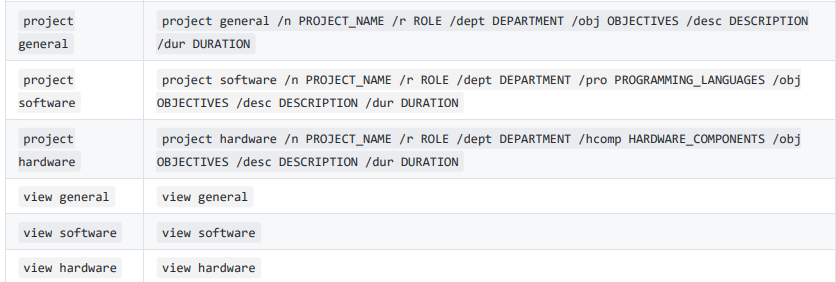 project
general
project general /n PROJECT_NAME /r ROLE /dept DEPARTMENT /obj OBJECTIVES /desc DESCRIPTION
/dur DURATION
project
software
project software /n PROJECT_NAME /r ROLE /dept DEPARTMENT /pro PROGRAMMING_LANGUAGES /obj
OBJECTIVES /desc DESCRIPTION /dur DURATION
project
hardware
project hardware /n PROJECT_NAME /r ROLE /dept DEPARTMENT /hcomp HARDWARE_COMPONENTS /obj
OBJECTIVES /desc DESCRIPTION /dur DURATION
view general
view general
view software
view software
view hardware
view hardware